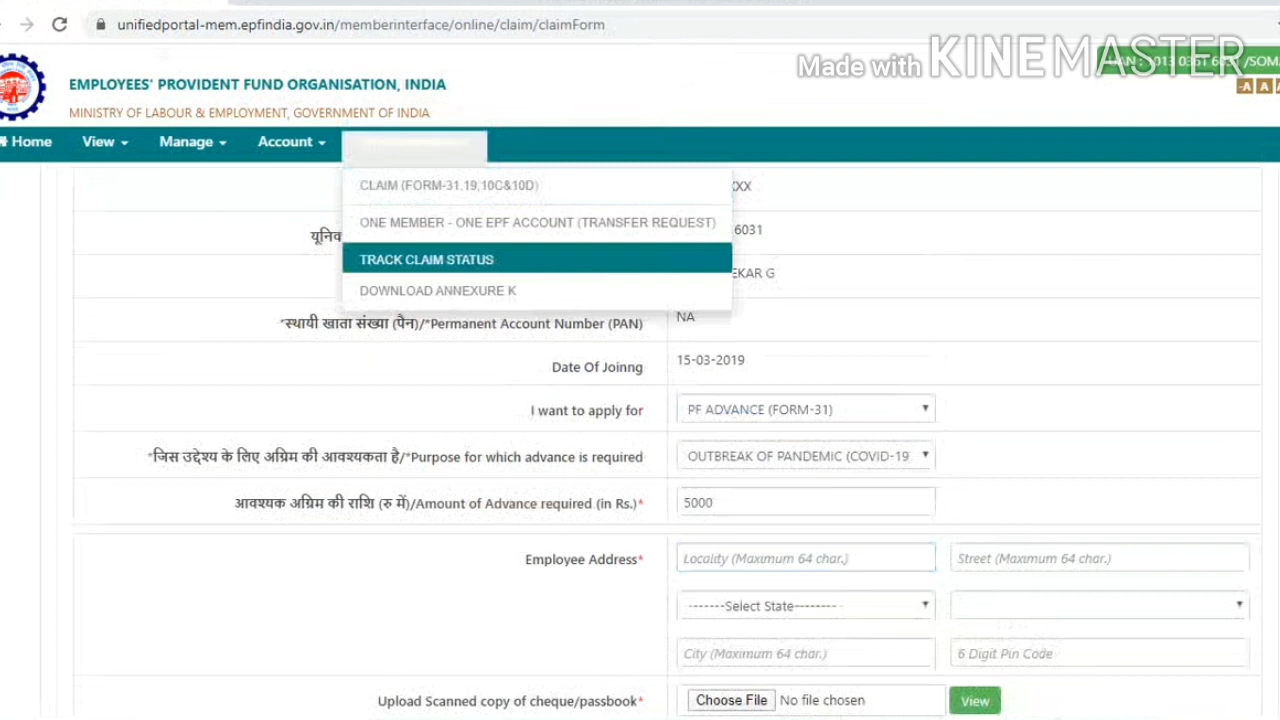 unifiedportal-mem.epfindia.gov.in/memberinterface/online/claim/claimForm
Made with KINEMASTER
EMPLOYEES' PROVIDENT FUND ORGANISATION, INDIA
MINISTRY OF LABOUR & EMPLOYMENT, GOVERNMENT OF INDIA
-A A A
Home View Manage Account
CLAIM (FORM-31,19,10C&10D)
ONE MEMBER - ONE EPF ACCOUNT (TRANSFER REQUEST)
यूनिव 6031
TRACK CLAIM STATUS
EKAR G
DOWNLOAD ANNEXURE K
*स्थायी खाता संख्या (पैन)/*Permanent Account Number (PAN) NA
Date Of Joinng 15-03-2019
I want to apply for PF ADVANCE (FORM-31)
*जिस उद्देश्य के लिए अग्रिम की आवश्यकता है/*Purpose for which advance is required OUTBREAK OF PANDEMIC (COVID-19
आवश्यक अग्रिम की राशि (रु में)/Amount of Advance required (in Rs.)* 5000
Employee Address* Locality (Maximum 64 char.) Street (Maximum 64 char.)
-------Select State--------
City (Maximum 64 char.) 6 Digit Pin Code
Upload Scanned copy of cheque/passbook* Choose File No file chosen View